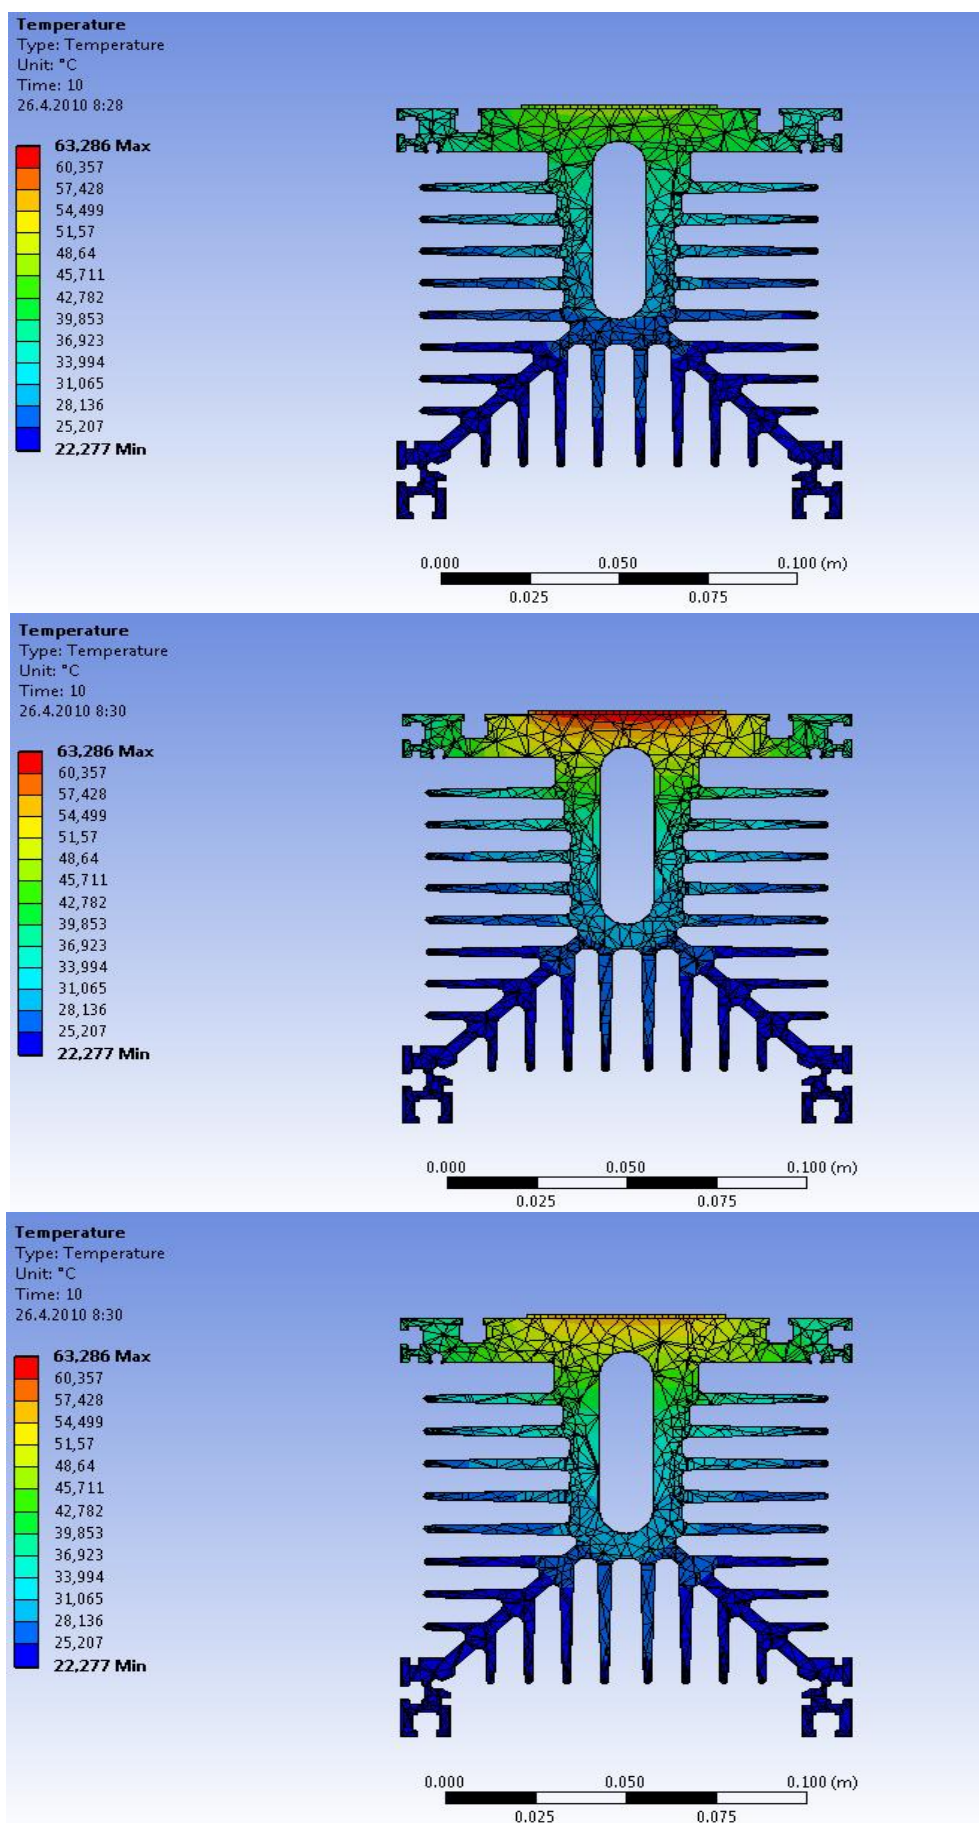 Temperature
Type: Temperature
Unit: °C
Time: 10
26.4.2010 8:28
63,286 Max
60,357
57,428
54,499
51,57
48,64
45,711
42,782
39,853
36,923
33,994
31,065
28,136
25,207
22,277 Min
0.000 0.050 0.100 (m)
0.025 0.075
Temperature
Type: Temperature
Unit: °C
Time: 10
26.4.2010 8:30
63,286 Max
60,357
57,428
54,499
51,57
48,64
45,711
42,782
39,853
36,923
33,994
31,065
28,136
25,207
22,277 Min
0.000 0.050 0.100 (m)
0.025 0.075
Temperature
Type: Temperature
Unit: °C
Time: 10
26.4.2010 8:30
63,286 Max
60,357
57,428
54,499
51,57
48,64
45,711
42,782
39,853
36,923
33,994
31,065
28,136
25,207
22,277 Min
0.000 0.050 0.100 (m)
0.025 0.075